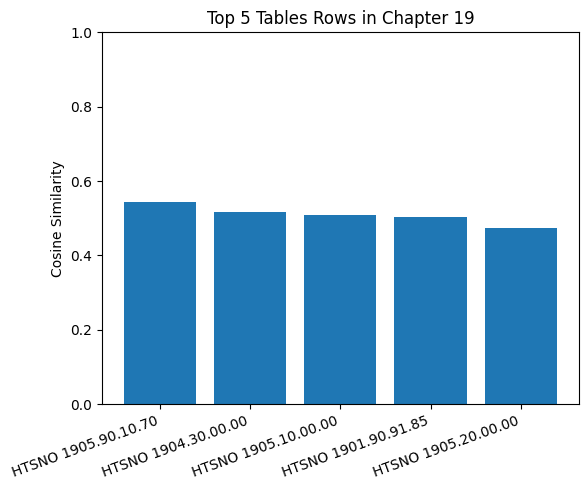 Top 5 Tables Rows in Chapter 19
Cosine Similarity
1.0
0.8
0.6
0.4
0.2
0.0
HTSNO 1905.90.10.70
HTSNO 1904.30.00.00
HTSNO 1905.10.00.00
HTSNO 1901.90.91.85
HTSNO 1905.20.00.00